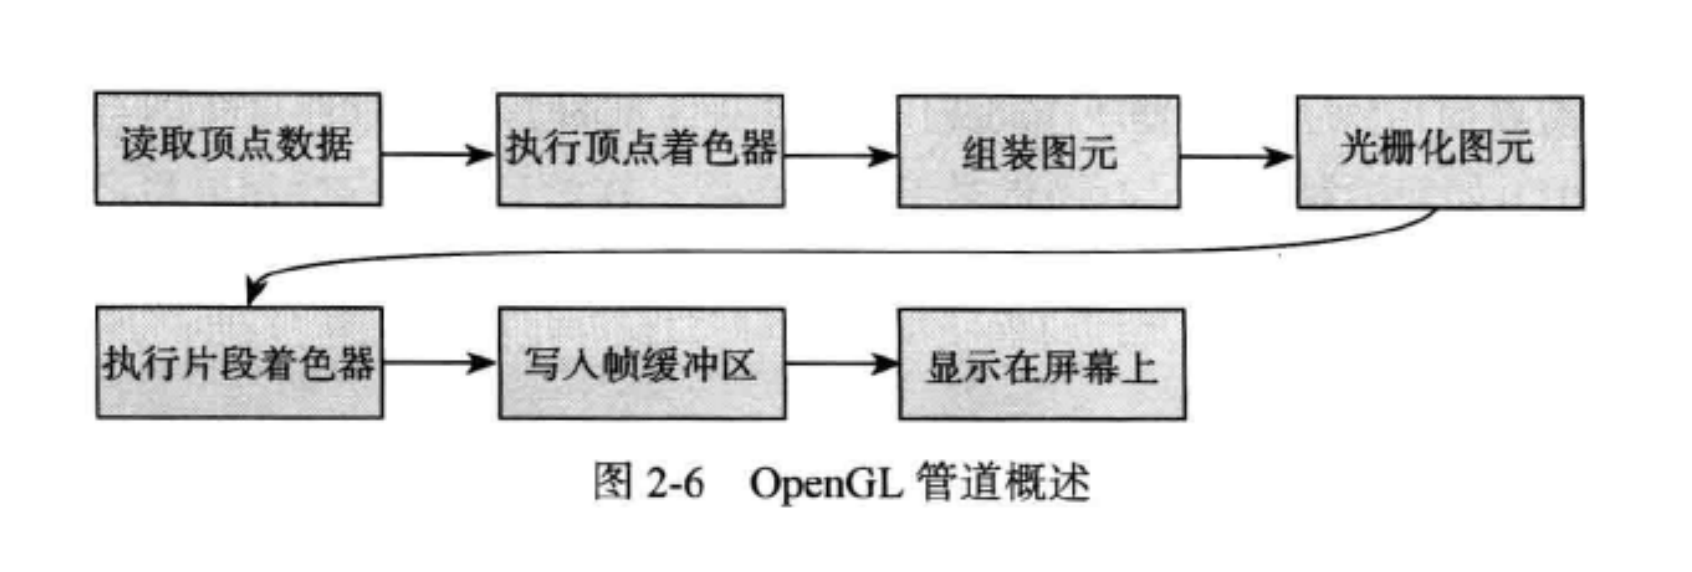 读取顶点数据
执行顶点着色器
组装图元
光栅化图元
执行片段着色器
写入帧缓冲区
显示在屏幕上
图 2-6 OpenGL 管道概述